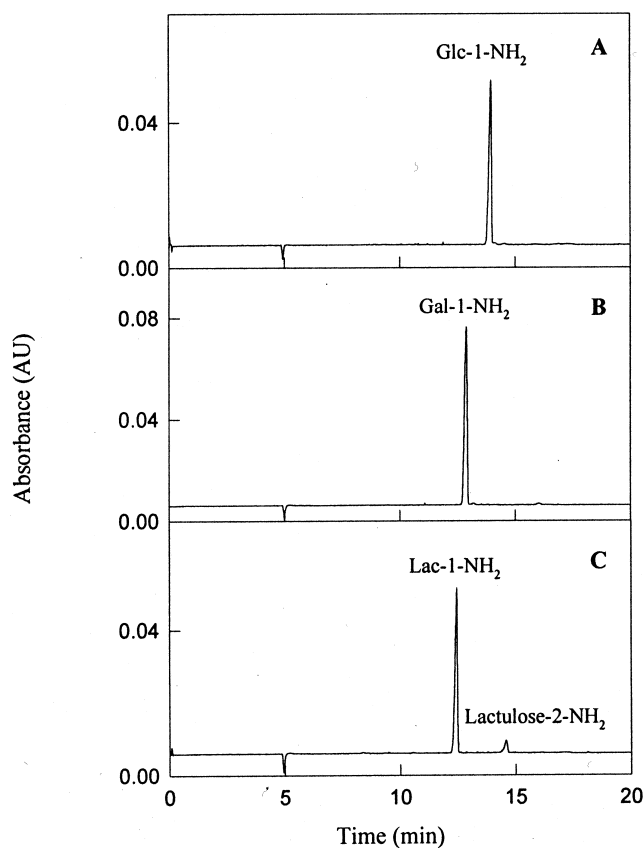 A
Glc-1-NH₂
0.04
0.00
B
Gal-1-NH₂
0.08
0.04
0.00
C
Lac-1-NH₂
0.04
Lactulose-2-NH₂
0.00
0 5 10 15 20
Time (min)
Absorbance (AU)